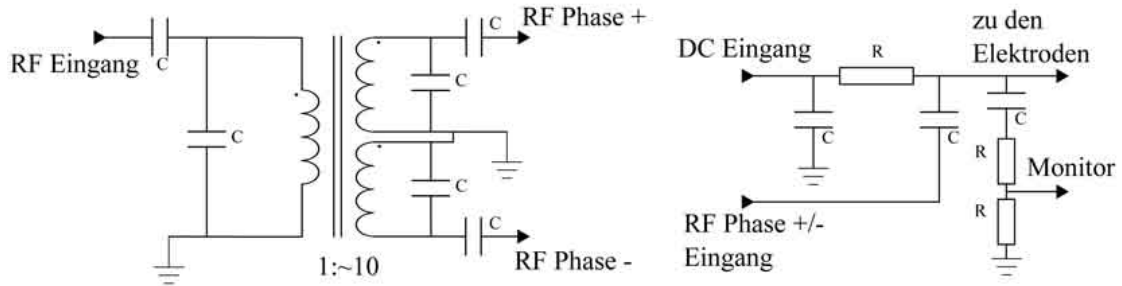 RF Eingang
C
C
RF Phase +
C
C
C
C
RF Phase -
1:~10
DC Eingang
R
zu den
Elektroden
C
C
C
R
Monitor
R
RF Phase +/-
Eingang